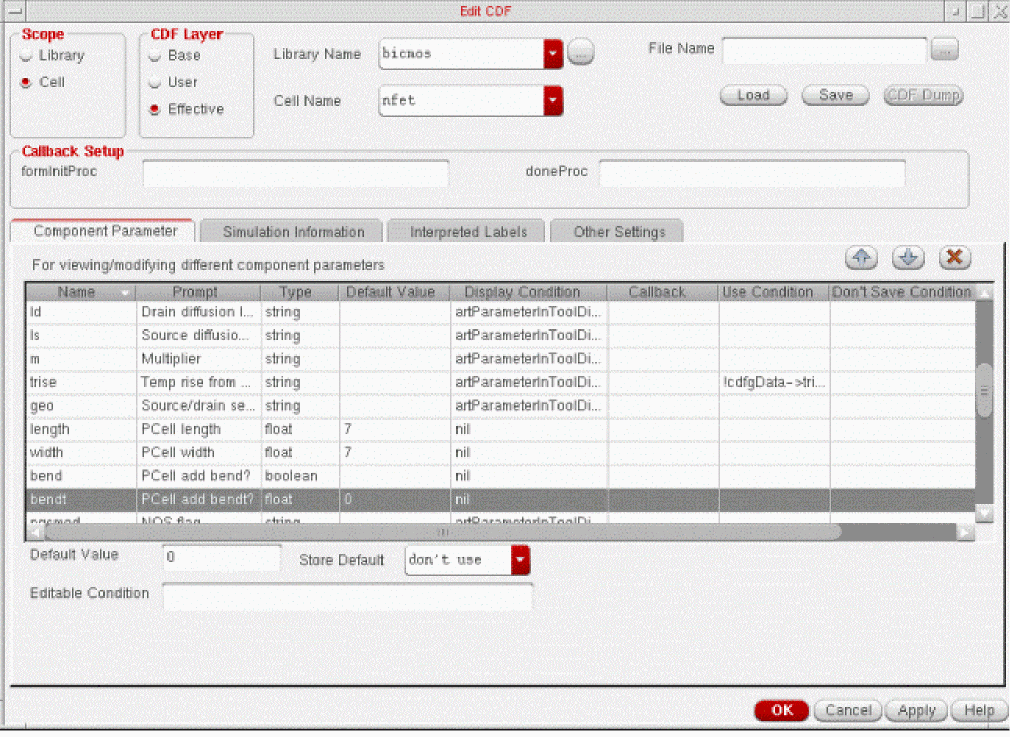 Edit CDF
Scope
Library
Cell
CDF Layer
Base
User
Effective
Library Name bicmos ...
Cell Name nfet
File Name ...
Load Save CDF Dump
Callback Setup
formInitProc doneProc
Component Parameter Simulation Information Interpreted Labels Other Settings
For viewing/modifying different component parameters
Name Prompt Type Default Value Display Condition Callback Use Condition Don't Save Condition
ld Drain diffusion l... string artParameterInToolDi...
ls Source diffusio... string artParameterInToolDi...
m Multiplier string artParameterInToolDi...
trise Temp rise from ... string artParameterInToolDi... !cdfgData->tri...
geo Source/drain se... string artParameterInToolDi...
length PCell length float 7 nil
width PCell width float 7 nil
bend PCell add bend? boolean nil
bendt PCell add bendt? float 0 nil
NQS flag string artParameterInToolDi...
Default Value 0 Store Default don't use
Editable Condition
OK Cancel Apply Help